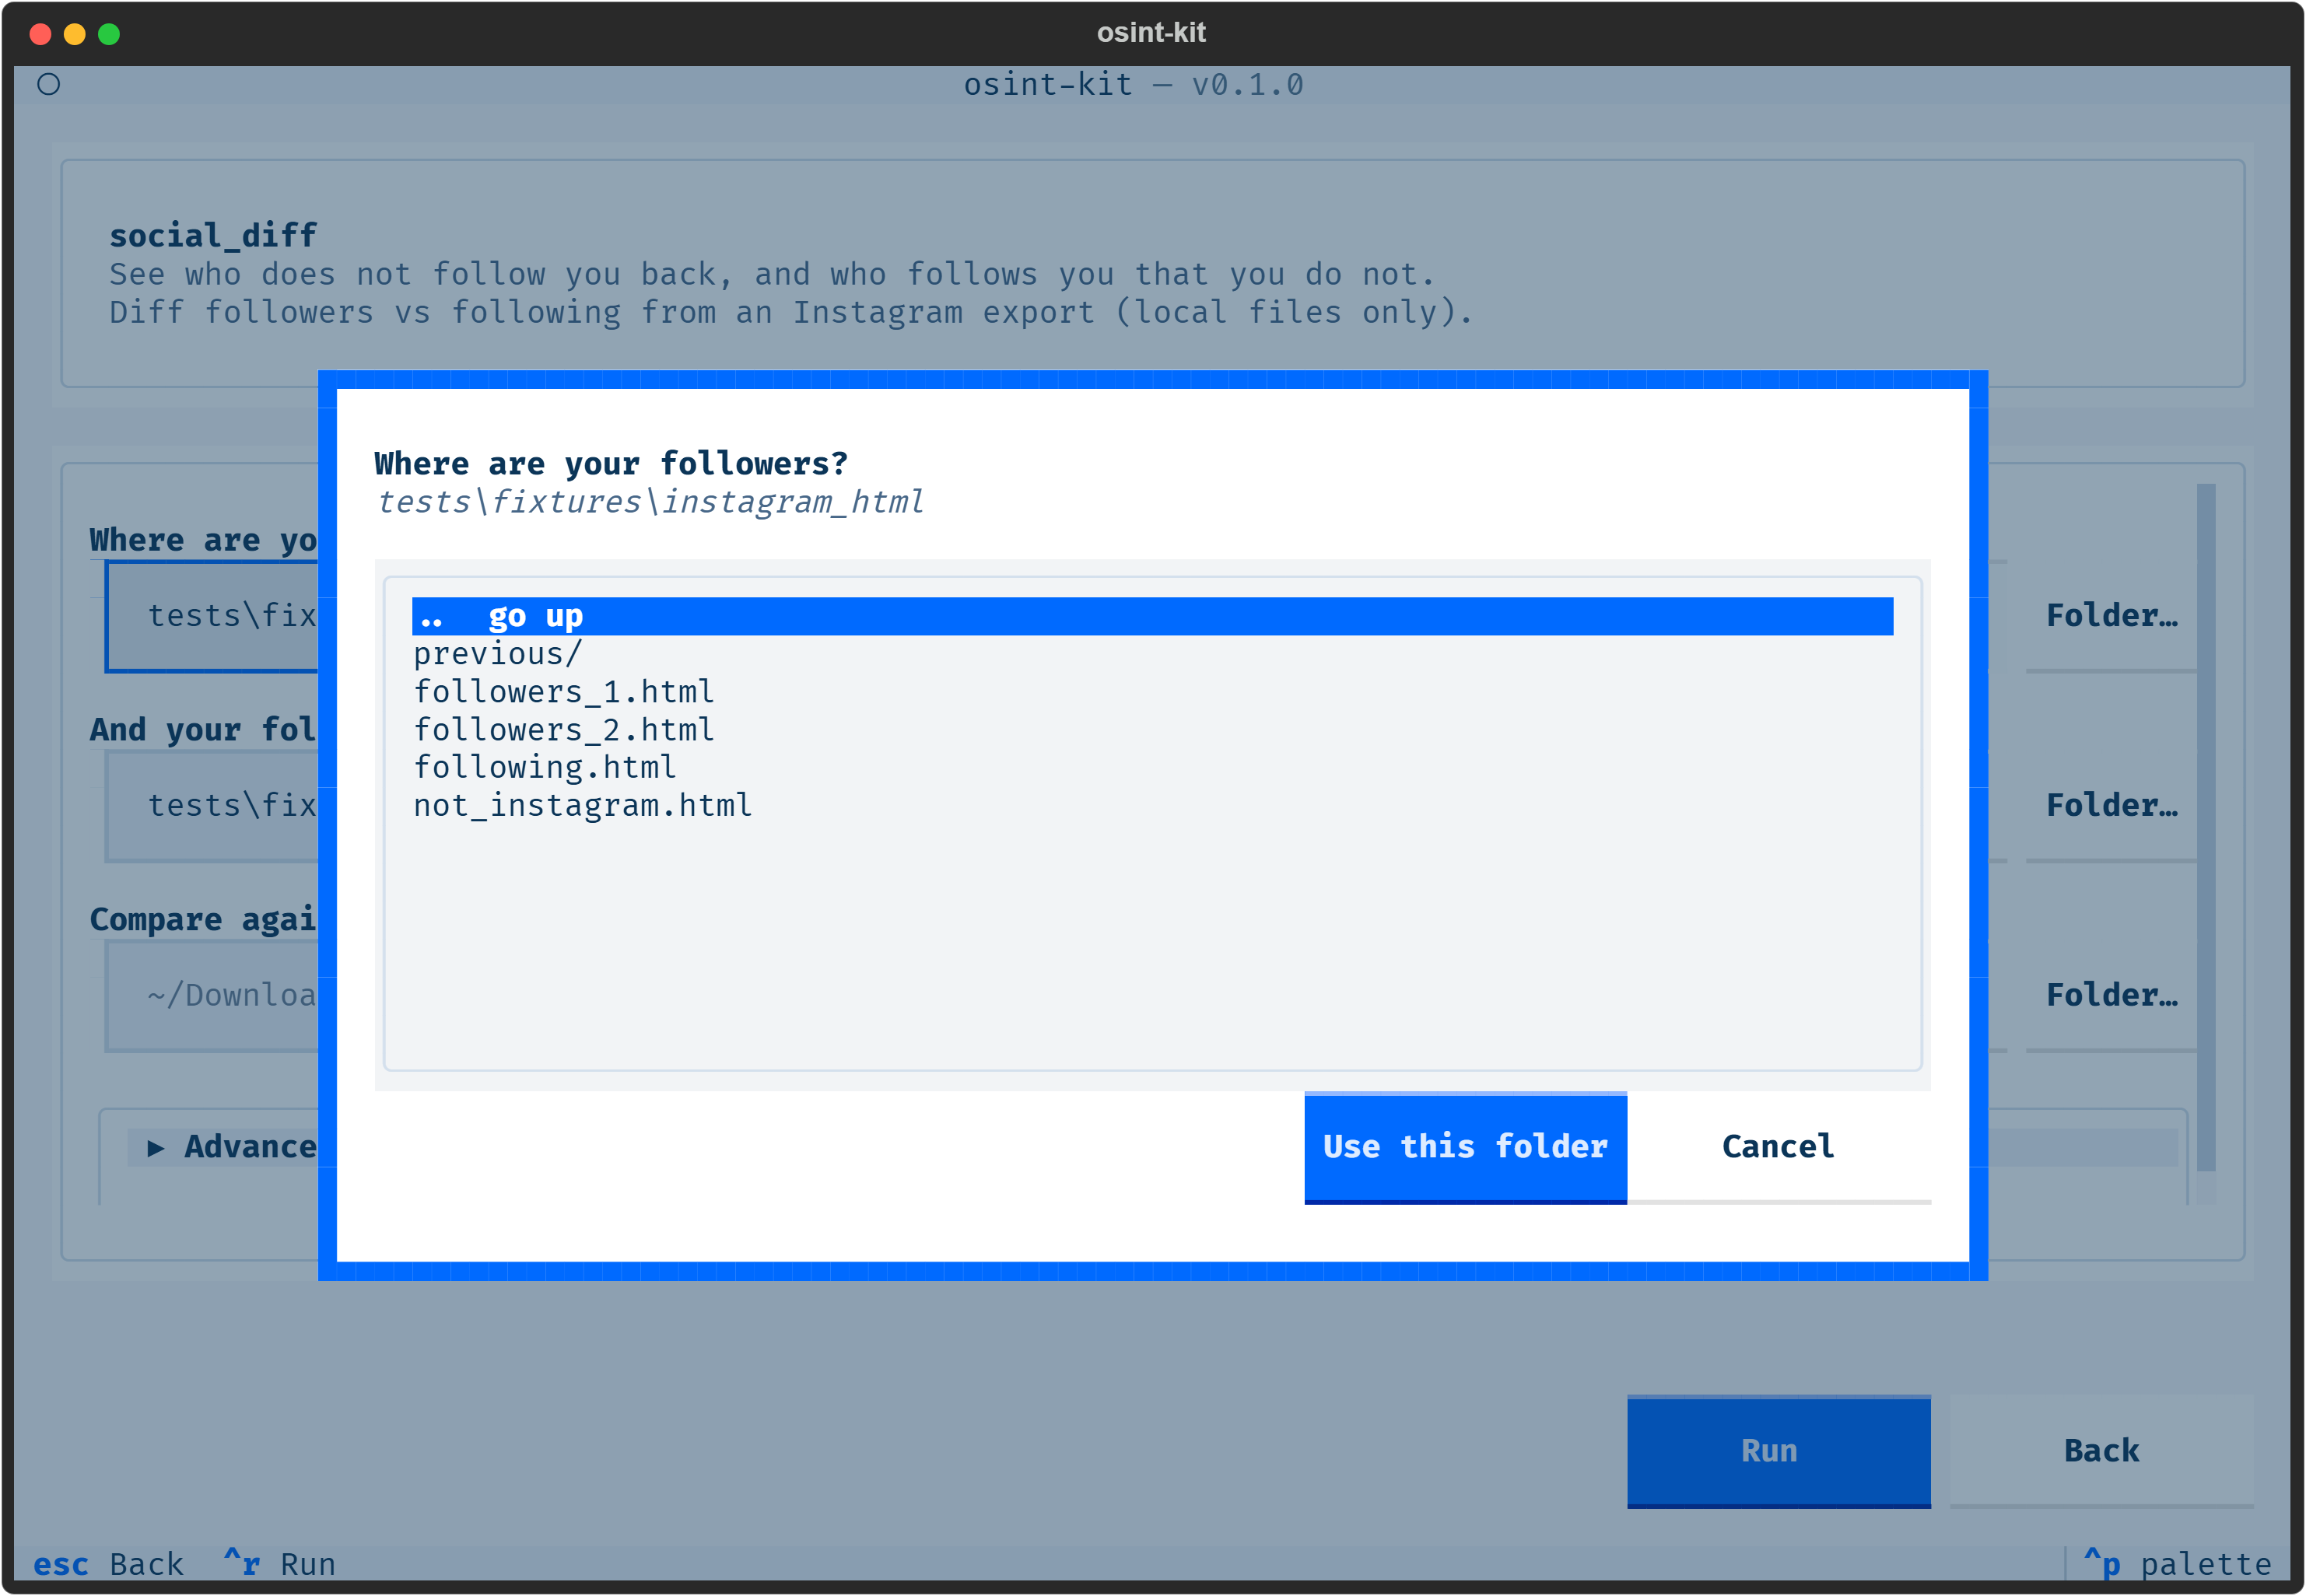 osint-kit
osint-kit — v0.1.0
social_diff
See who does not follow you back, and who follows you that you do not.
Diff followers vs following from an Instagram export (local files only).
Where are your followers?
tests\fixtures\instagram_html
.. go up
previous/
followers_1.html
followers_2.html
following.html
not_instagram.html
Use this folder
Cancel
Where are yo
tests\fix
Folder…
And your fol
tests\fix
Folder…
Compare agai
~/Downloa
Folder…
▶ Advance
Run
Back
esc Back ^r Run
^p palette